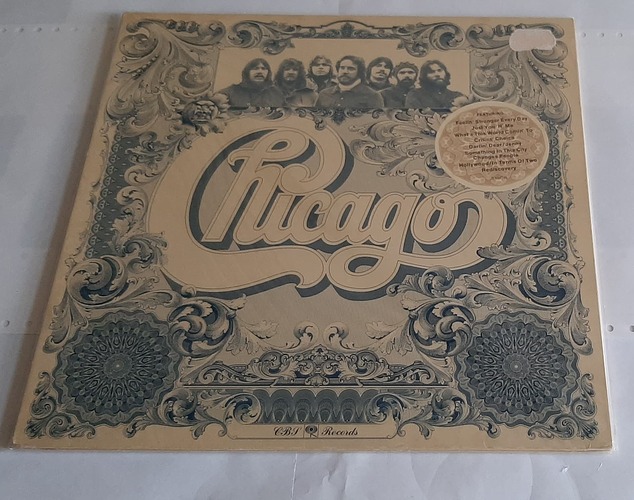 FEATURING
Feelin' Stronger Every Day
Just You 'N' Me
What's This World Comin' To
Critics' Choice
Darlin' Dear/Jenny
Something In This City
Changes People
Hollywood/In Terms Of Two
Rediscovery
Chicago
CBS Records